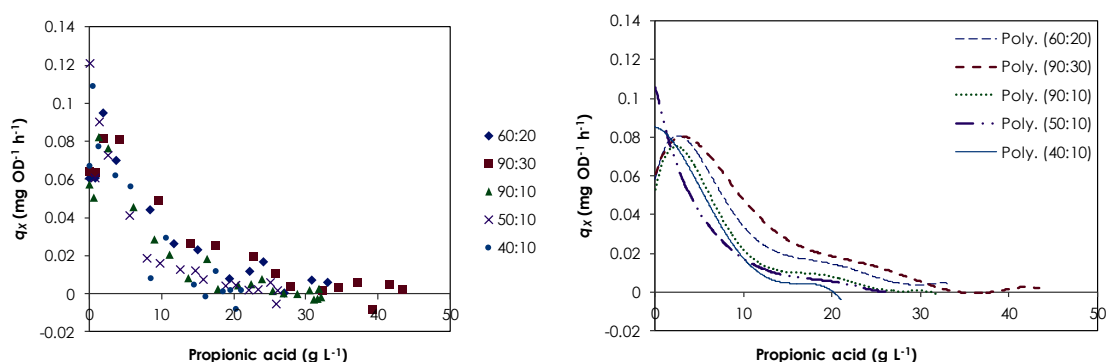 0.14
0.12
0.1
0.08
0.06
0.04
0.02
0
-0.02
qX (mg OD-1 h-1)
0 10 20 30 40 50
Propionic acid (g L-1)
60:20
90:30
90:10
50:10
40:10
0.14
0.12
0.1
0.08
0.06
0.04
0.02
0
-0.02
qX (mg OD-1 h-1)
0 10 20 30 40 50
Propionic acid (g L-1)
Poly. (60:20)
Poly. (90:30)
Poly. (90:10)
Poly. (50:10)
Poly. (40:10)